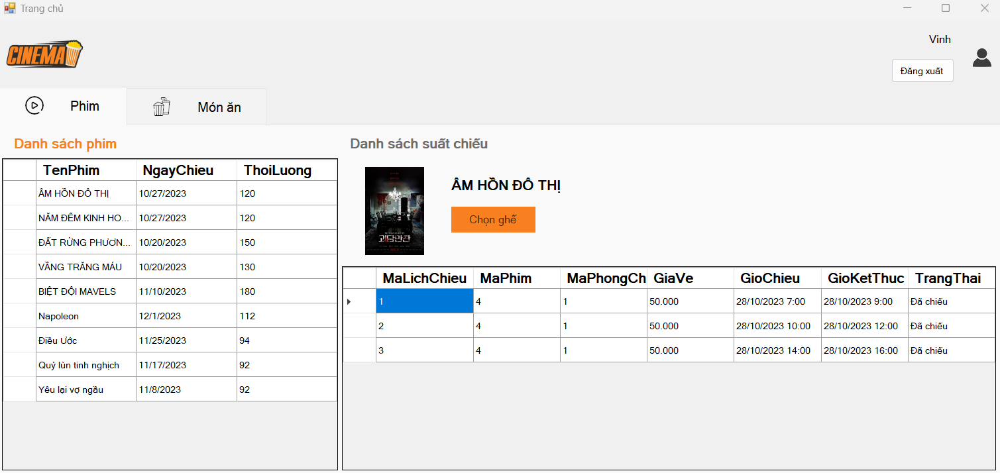 Trang chủ
CINEMA
Vinh
Đăng xuất
Phim
Món ăn
Danh sách phim
TenPhim NgayChieu ThoiLuong
ÂM HỒN ĐÔ THỊ 10/27/2023 120
NĂM ĐÊM KINH HO... 10/27/2023 120
ĐẤT RỪNG PHƯƠN... 10/20/2023 150
VẦNG TRĂNG MÁU 10/20/2023 130
BIỆT ĐỘI MAVELS 11/10/2023 180
Napoleon 12/1/2023 112
Điều Ước 11/25/2023 94
Quỷ lùn tinh nghịch 11/17/2023 92
Yêu lại vợ ngầu 11/8/2023 92
Danh sách suất chiếu
괴담만찬
ÂM HỒN ĐÔ THỊ
Chọn ghế
MaLichChieu MaPhim MaPhongCh GiaVe GioChieu GioKetThuc TrangThai
1 4 1 50.000 28/10/2023 7:00 28/10/2023 9:00 Đã chiếu
2 4 1 50.000 28/10/2023 10:00 28/10/2023 12:00 Đã chiếu
3 4 1 50.000 28/10/2023 14:00 28/10/2023 16:00 Đã chiếu